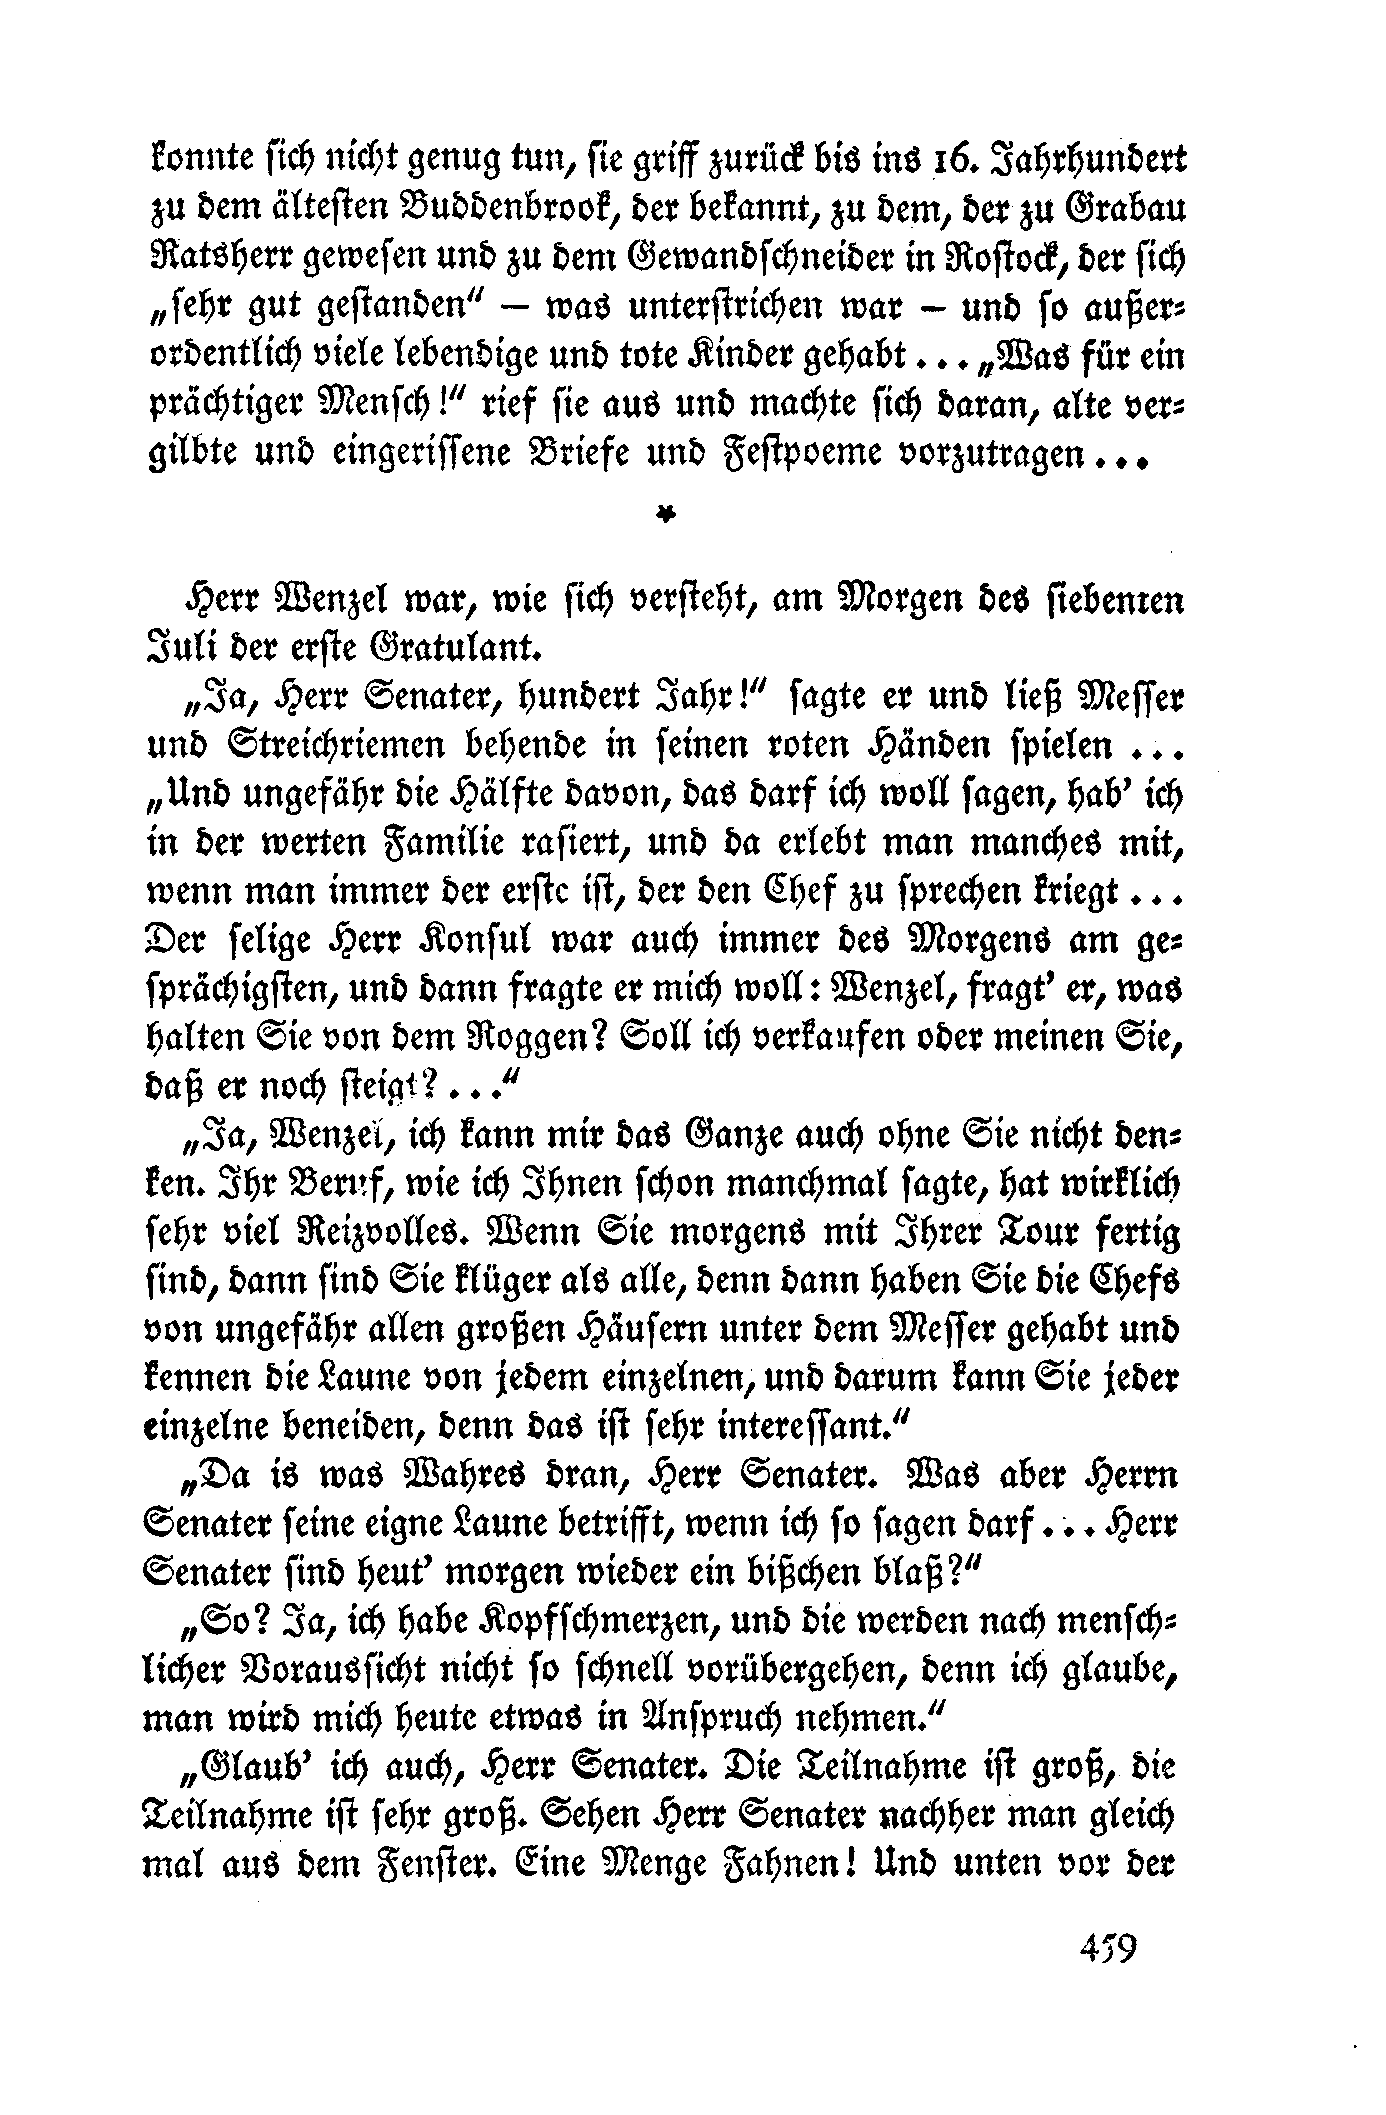 konnte sich nicht genug tun, sie griff zurück bis ins 16. Jahrhundert
zu dem ältesten Buddenbrook, der bekannt, zu dem, der zu Grabau
Ratsherr gewesen und zu dem Gewandschneider in Rostock, der sich
„sehr gut gestanden“ – was unterstrichen war – und so außer-
ordentlich viele lebendige und tote Kinder gehabt... „Was für ein
prächtiger Mensch!“ rief sie aus und machte sich daran, alte ver-
gilbte und eingerissene Briefe und Festpoeme vorzutragen...
*
Herr Wenzel war, wie sich versteht, am Morgen des siebenten
Juli der erste Gratulant.
„Ja, Herr Senater, hundert Jahr!“ sagte er und ließ Messer
und Streichriemen behende in seinen roten Händen spielen ...
„Und ungefähr die Hälfte davon, das darf ich woll sagen, hab’ ich
in der werten Familie rasiert, und da erlebt man manches mit,
wenn man immer der erste ist, der den Chef zu sprechen kriegt ...
Der selige Herr Konsul war auch immer des Morgens am ge-
sprächigsten, und dann fragte er mich woll: Wenzel, fragt’ er, was
halten Sie von dem Roggen? Soll ich verkaufen oder meinen Sie,
daß er noch steigt? ...“
„Ja, Wenzel, ich kann mir das Ganze auch ohne Sie nicht den-
ken. Ihr Beruf, wie ich Ihnen schon manchmal sagte, hat wirklich
sehr viel Reizvolles. Wenn Sie morgens mit Ihrer Tour fertig
sind, dann sind Sie klüger als alle, denn dann haben Sie die Chefs
von ungefähr allen großen Häusern unter dem Messer gehabt und
kennen die Laune von jedem einzelnen, und darum kann Sie jeder
einzelne beneiden, denn das ist sehr interessant.“
„Da is was Wahres dran, Herr Senater. Was aber Herrn
Senater seine eigne Laune betrifft, wenn ich so sagen darf... Herr
Senater sind heut’ morgen wieder ein bißchen blaß?“
„So? Ja, ich habe Kopfschmerzen, und die werden nach mensch-
licher Voraussicht nicht so schnell vorübergehen, denn ich glaube,
man wird mich heute etwas in Anspruch nehmen.“
„Glaub’ ich auch, Herr Senater. Die Teilnahme ist groß, die
Teilnahme ist sehr groß. Sehen Herr Senater nachher man gleich
mal aus dem Fenster. Eine Menge Fahnen! Und unten vor der
459